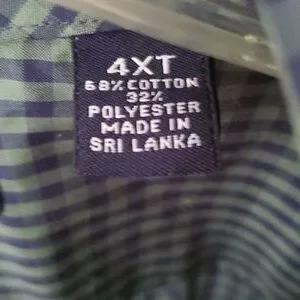 4XT
68% COTTON
32%
POLYESTER
MADE IN
SRI LANKA